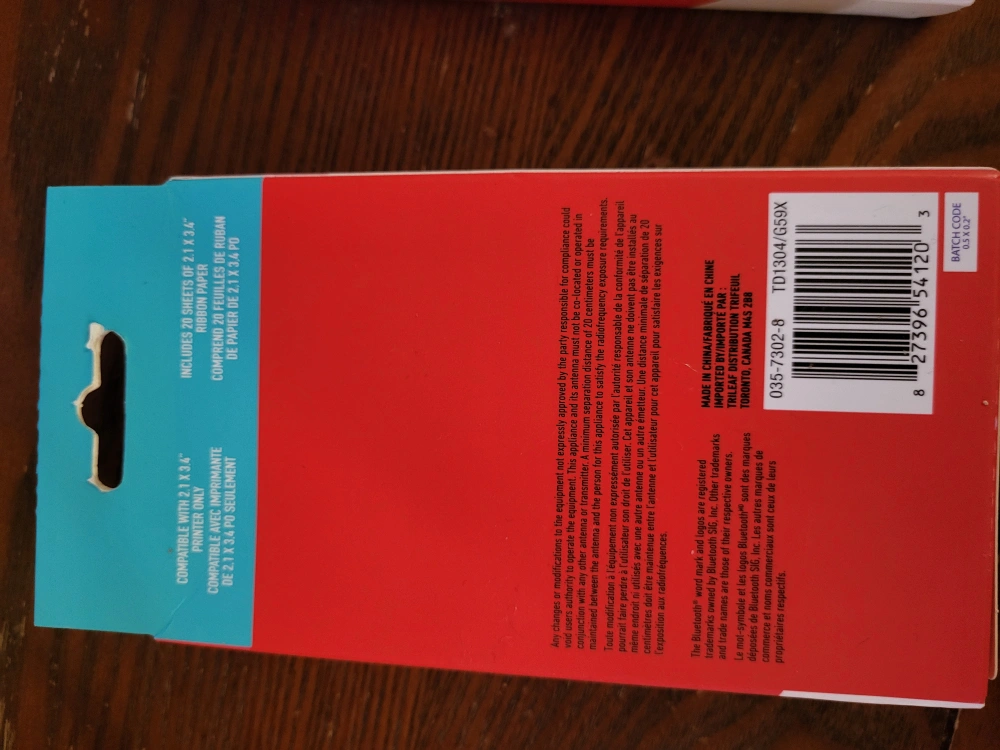 COMPATIBLE WITH 2.1 X 3.4"
PRINTER ONLY
COMPATIBLE AVEC IMPRIMANTE
DE 2,1 X 3,4 PO SEULEMENT
INCLUDES 20 SHEETS OF 2.1 X 3.4"
RIBBON PAPER
COMPREND 20 FEUILLES DE RUBAN
DE PAPIER DE 2,1 X 3,4 PO
Any changes or modifications to the equipment not expressly approved by the party responsible for compliance could
void users authority to operate the equipment. This appliance and its antenna must not be co-located or operated in
conjunction with any other antenna or transmitter. A minimum separation distance of 20 centimeters must be
maintained between the antenna and the person for this appliance to satisfy the radiofrequency exposure requirements.
Toute modification à l'équipement non expressément autorisée par l'autorité responsable de la conformité de l'appareil
pourrait faire perdre à l'utilisateur son droit de l'utiliser. Cet appareil et son antenne ne doivent pas être installés au
même endroit ni utilisés avec une autre antenne ou un autre émetteur. Une distance minimale de séparation de 20
centimètres doit être maintenue entre l'antenne et l'utilisateur pour cet appareil pour satisfaire les exigences sur
l'exposition aux radiofréquences.
The Bluetooth® word mark and logos are registered
trademarks owned by Bluetooth SIG, Inc. Other trademarks
and trade names are those of their respective owners.
Le mot-symbole et les logos Bluetoothᴹᴰ sont des marques
déposées de Bluetooth SIG, Inc. Les autres marques de
commerce et noms commerciaux sont ceux de leurs
propriétaires respectifs.
MADE IN CHINA/FABRIQUÉ EN CHINE
IMPORTED BY/IMPORTÉ PAR :
TRILEAF DISTRIBUTION TRIFEUIL
TORONTO, CANADA M4S 2B8
035-7302-8 TD1304/G59X
8 27396 54120 3
BATCH CODE
0.5 X 0.2"